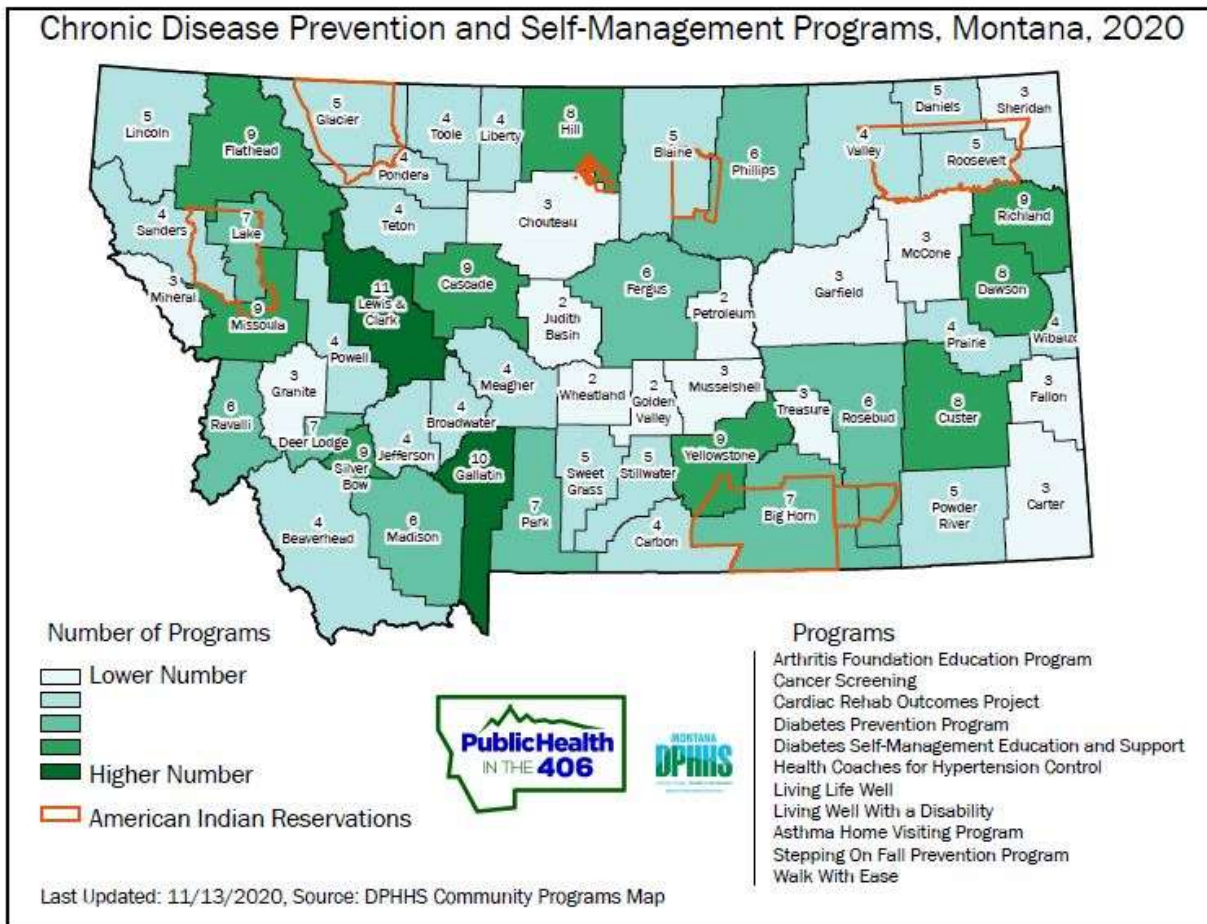 Chronic Disease Prevention and Self-Management Programs, Montana, 2020
5
Lincoln
9
Flathead
5
Glacier
4
Toole
4
Liberty
8
Hill
5
Blaine
6
Phillips
4
Valley
5
Daniels
3
Sheridan
5
Roosevelt
4
Pondera
4
Sanders
7
Lake
4
Teton
3
Chouteau
3
McCone
9
Richland
3
Mineral
9
Missoula
11
Lewis &
Clark
9
Cascade
2
Judith
Basin
6
Fergus
2
Petroleum
3
Garfield
8
Dawson
4
Prairie
4
Wibaux
4
Powell
3
Granite
4
Meagher
2
Wheatland
2
Golden
Valley
3
Musselshell
3
Treasure
6
Rosebud
8
Custer
3
Fallon
6
Ravalli
7
Deer Lodge
9
Silver
Bow
4
Jefferson
4
Broadwater
10
Gallatin
5
Sweet
Grass
5
Stillwater
9
Yellowstone
4
Beaverhead
6
Madison
7
Park
4
Carbon
7
Big Horn
5
Powder
River
3
Carter
Number of Programs
Lower Number
Higher Number
American Indian Reservations
PublicHealth
IN THE 406
MONTANA
DPHHS
Programs
Arthritis Foundation Education Program
Cancer Screening
Cardiac Rehab Outcomes Project
Diabetes Prevention Program
Diabetes Self-Management Education and Support
Health Coaches for Hypertension Control
Living Life Well
Living Well With a Disability
Asthma Home Visiting Program
Stepping On Fall Prevention Program
Walk With Ease
Last Updated: 11/13/2020, Source: DPHHS Community Programs Map